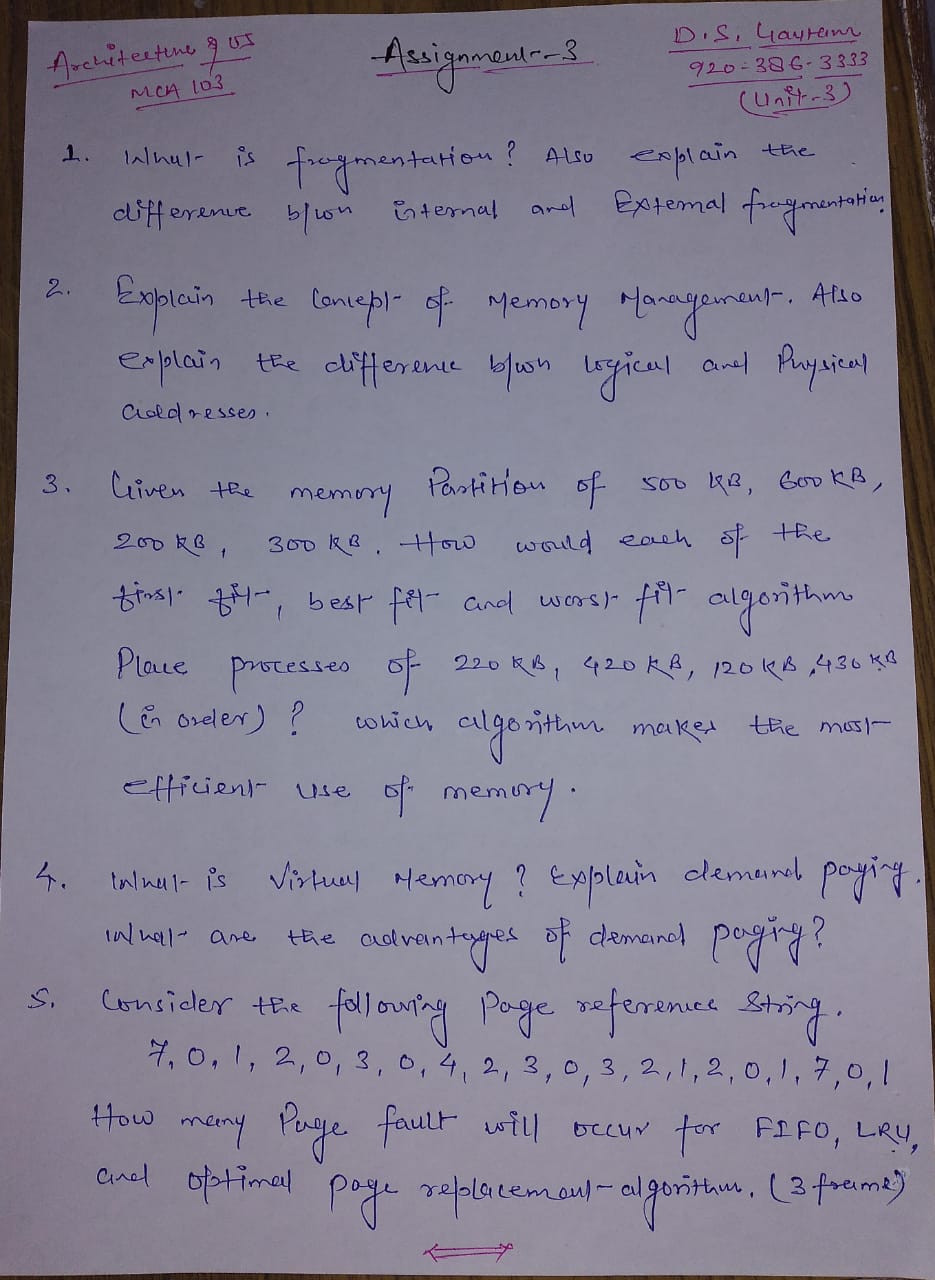 Architecture & OS
MCA 103
Assignment-3
D.S. Gautam
920-386-3333
(Unit-3)
1. What is fragmentation? Also explain the
difference b/wn internal and External fragmentation
2. Explain the Concept of Memory Management. Also
explain the difference b/wn logical and Physical
addresses.
3. Given the memory Partition of 500 KB, 600 KB,
200 KB, 300 KB. How would each of the
first fit, best fit and worst fit algorithm
Place processes of 220 KB, 420 KB, 120 KB, 430 KB
(in order)? which algorithm makes the most
efficient use of memory.
4. What is Virtual Memory? Explain demand paging.
What are the advantages of demand paging?
5. Consider the following Page reference String.
7, 0, 1, 2, 0, 3, 0, 4, 2, 3, 0, 3, 2, 1, 2, 0, 1, 7, 0, 1
How many Page fault will occur for FIFO, LRU,
and optimal page replacement algorithm. (3 frame)